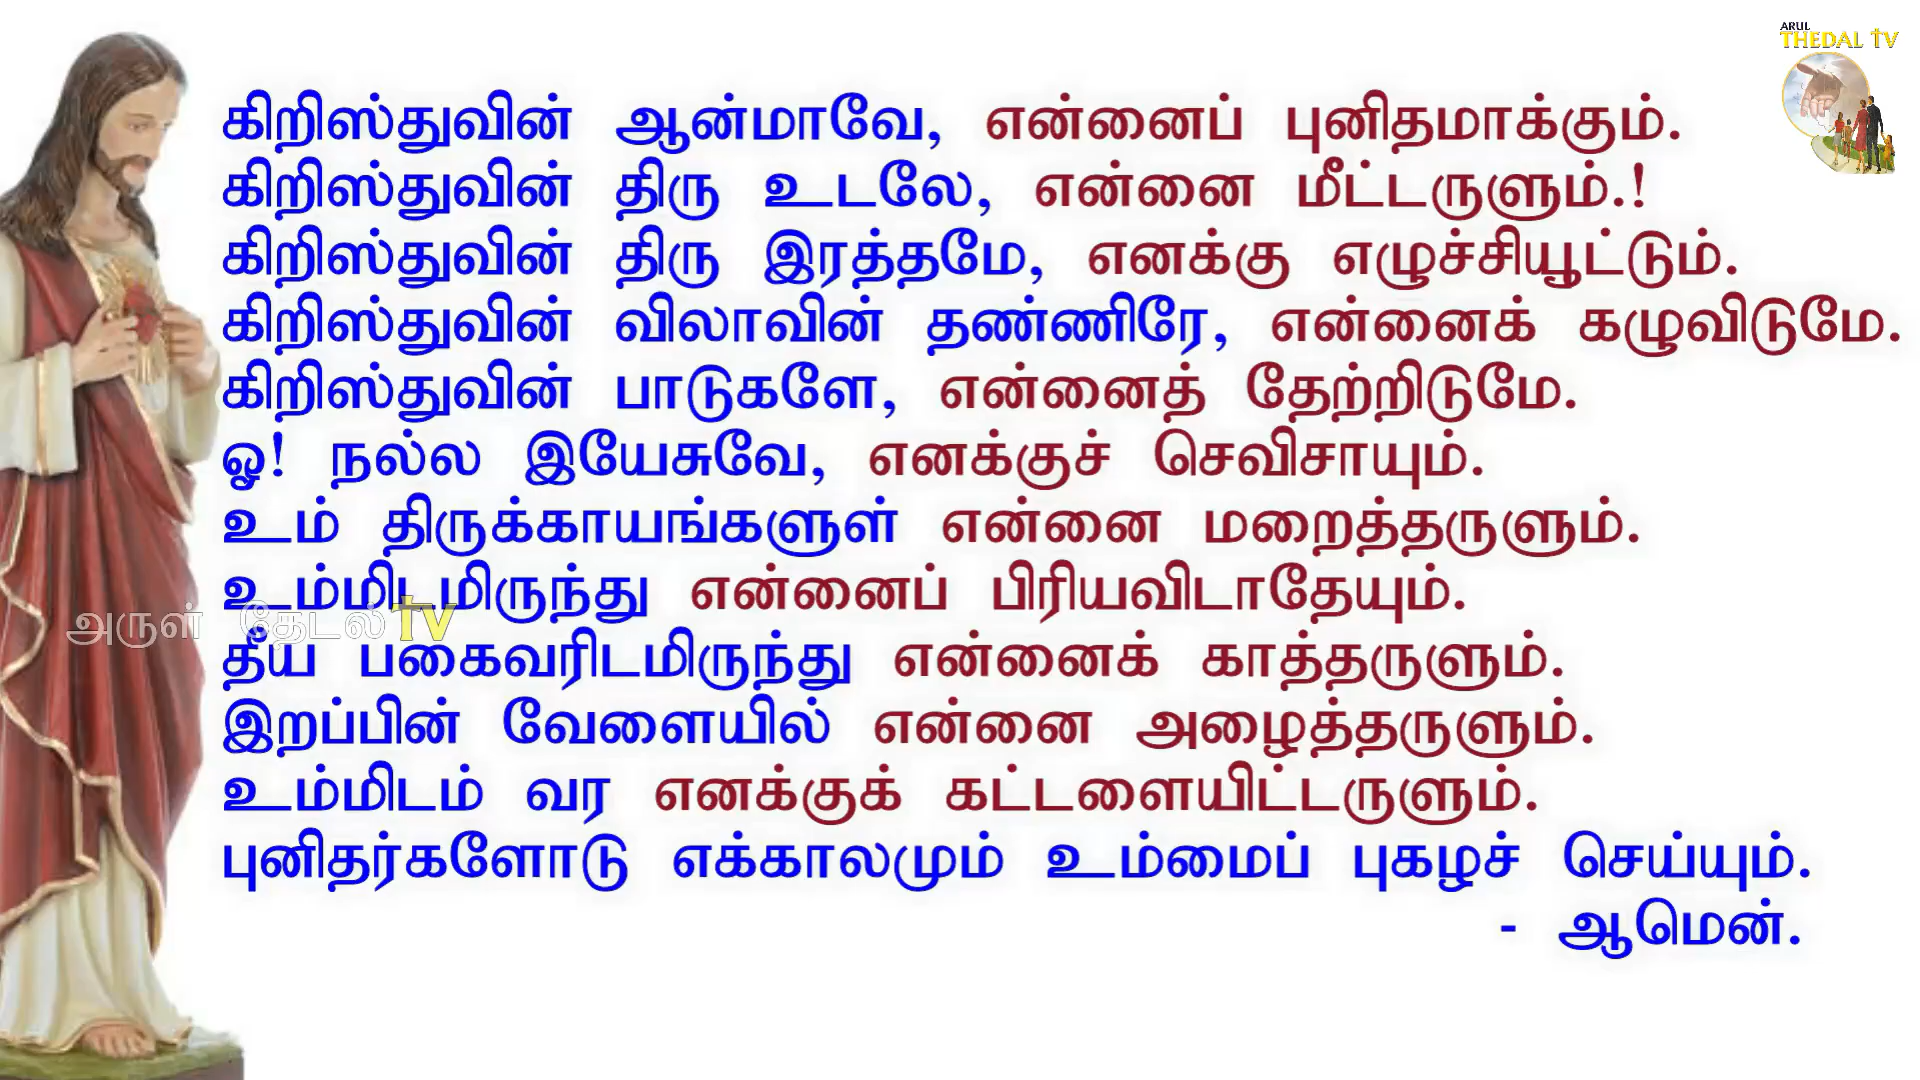 ARUL
THEDAL TV
கிறிஸ்துவின் ஆன்மாவே, என்னைப் புனிதமாக்கும்.
கிறிஸ்துவின் திரு உடலே, என்னை மீட்டருளும்.!
கிறிஸ்துவின் திரு இரத்தமே, எனக்கு எழுச்சியூட்டும்.
கிறிஸ்துவின் விலாவின் தண்ணிரே, என்னைக் கழுவிடுமே.
கிறிஸ்துவின் பாடுகளே, என்னைத் தேற்றிடுமே.
ஓ! நல்ல இயேசுவே, எனக்குச் செவிசாயும்.
உம் திருக்காயங்களுள் என்னை மறைத்தருளும்.
உம்மிடமிருந்து என்னைப் பிரியவிடாதேயும்.
அருள் தேடல் TV
தீய பகைவரிடமிருந்து என்னைக் காத்தருளும்.
இறப்பின் வேளையில் என்னை அழைத்தருளும்.
உம்மிடம் வர எனக்குக் கட்டளையிட்டருளும்.
புனிதர்களோடு எக்காலமும் உம்மைப் புகழச் செய்யும்.
- ஆமென்.